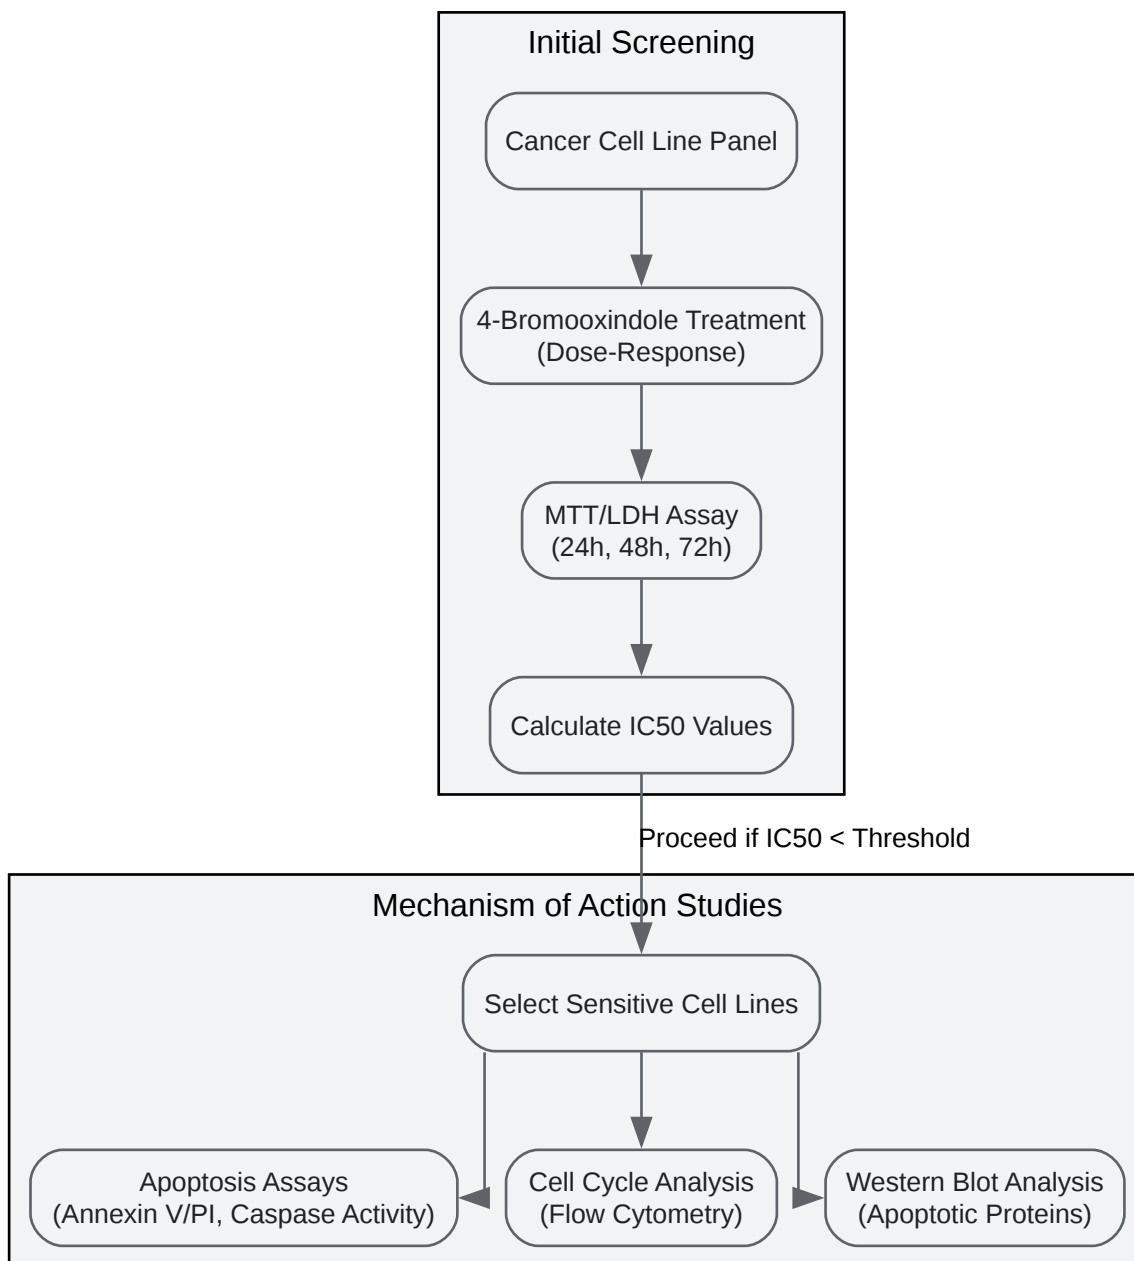 Initial Screening
Cancer Cell Line Panel
4-Bromooxindole Treatment
(Dose-Response)
MTT/LDH Assay
(24h, 48h, 72h)
Calculate IC50 Values
Proceed if IC50 < Threshold
Mechanism of Action Studies
Select Sensitive Cell Lines
Apoptosis Assays
(Annexin V/PI, Caspase Activity)
Cell Cycle Analysis
(Flow Cytometry)
Western Blot Analysis
(Apoptotic Proteins)